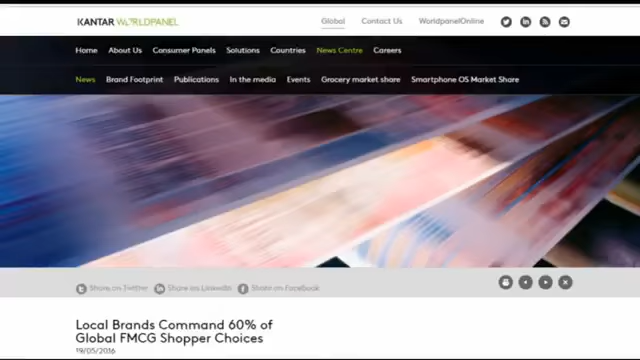 KANTAR WORLDPANEL
Global Contact Us WorldpanelOnline
Home About Us Consumer Panels Solutions Countries News Centre Careers
News Brand Footprint Publications In the media Events Grocery market share Smartphone OS Market Share
Share on Twitter Share on LinkedIn Share on Facebook
Local Brands Command 60% of
Global FMCG Shopper Choices
19/05/2016